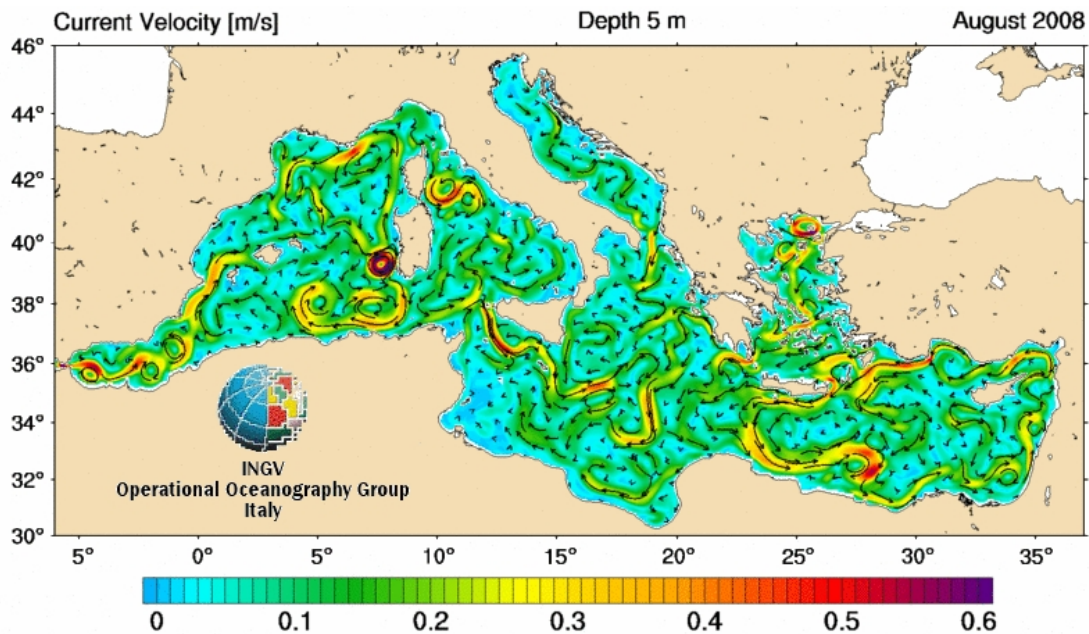 Current Velocity [m/s] Depth 5 m August 2008
46°
44°
42°
40°
38°
36°
34°
32°
30°
INGV
Operational Oceanography Group
Italy
5° 0° 5° 10° 15° 20° 25° 30° 35°
0 0.1 0.2 0.3 0.4 0.5 0.6